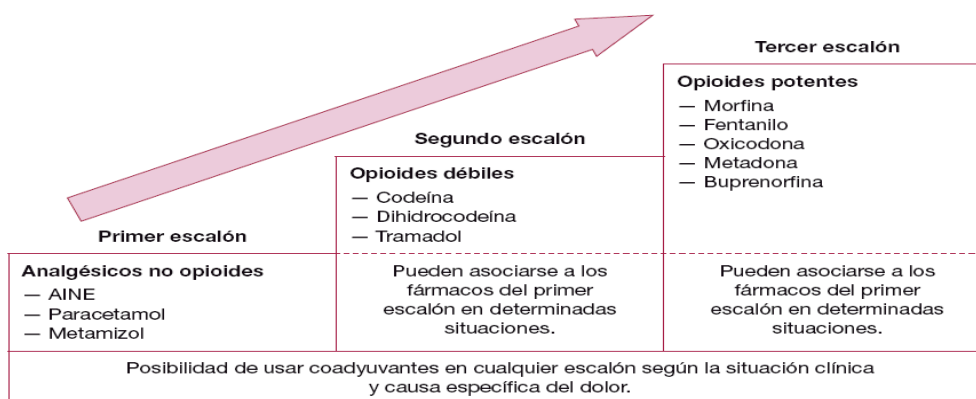 Tercer escalón
Opioides potentes
— Morfina
— Fentanilo
— Oxicodona
— Metadona
— Buprenorfina
Segundo escalón
Opioides débiles
— Codeína
— Dihidrocodeína
— Tramadol
Primer escalón
Analgésicos no opioides
— AINE
— Paracetamol
— Metamizol
Pueden asociarse a los
fármacos del primer
escalón en determinadas
situaciones.
Pueden asociarse a los
fármacos del primer
escalón en determinadas
situaciones.
Posibilidad de usar coadyuvantes en cualquier escalón según la situación clínica
y causa específica del dolor.